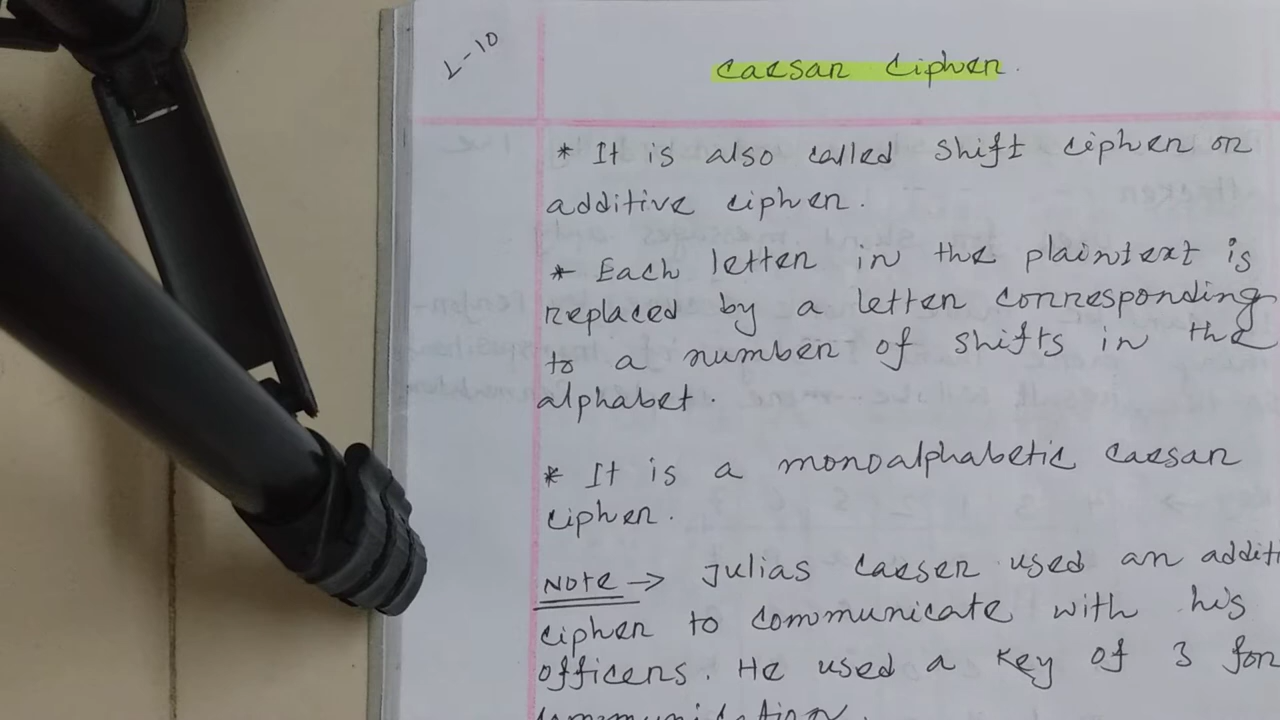 L-10
Caesar Cipher.
* It is also called shift cipher or
additive cipher.
* Each letter in the plaintext is
replaced by a letter corresponding
to a number of shifts in the
alphabet.
* It is a monoalphabetic Caesar
cipher.
Note → Julias Caeser used an additi
cipher to communicate with his
officers. He used a key of 3 for
communication.